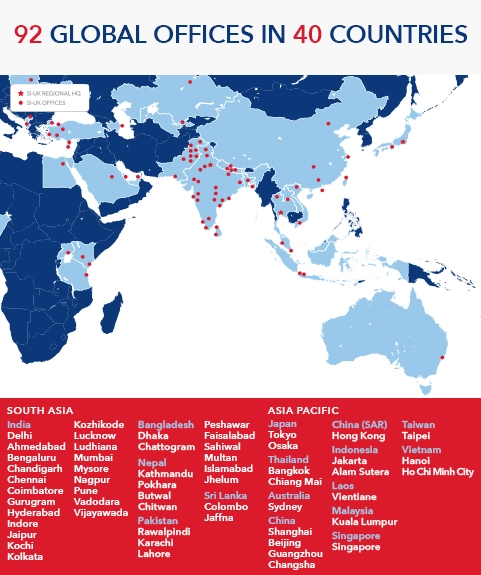 92 GLOBAL OFFICES IN 40 COUNTRIES
SI-UK REGIONAL HQ
SI-UK OFFICES
SOUTH ASIA
India
Delhi
Ahmedabad
Bengaluru
Chandigarh
Chennai
Coimbatore
Gurugram
Hyderabad
Indore
Jaipur
Kochi
Kolkata
Kozhikode
Lucknow
Ludhiana
Mumbai
Mysore
Nagpur
Pune
Vadodara
Vijayawada
Bangladesh
Dhaka
Chattogram
Nepal
Kathmandu
Pokhara
Butwal
Chitwan
Pakistan
Rawalpindi
Karachi
Lahore
Peshawar
Faisalabad
Sahiwal
Multan
Islamabad
Jhelum
Sri Lanka
Colombo
Jaffna
ASIA PACIFIC
Japan
Tokyo
Osaka
Thailand
Bangkok
Chiang Mai
Australia
Sydney
China
Shanghai
Beijing
Guangzhou
Changsha
China (SAR)
Hong Kong
Indonesia
Jakarta
Alam Sutera
Laos
Vientiane
Malaysia
Kuala Lumpur
Singapore
Singapore
Taiwan
Taipei
Vietnam
Hanoi
Ho Chi Minh City